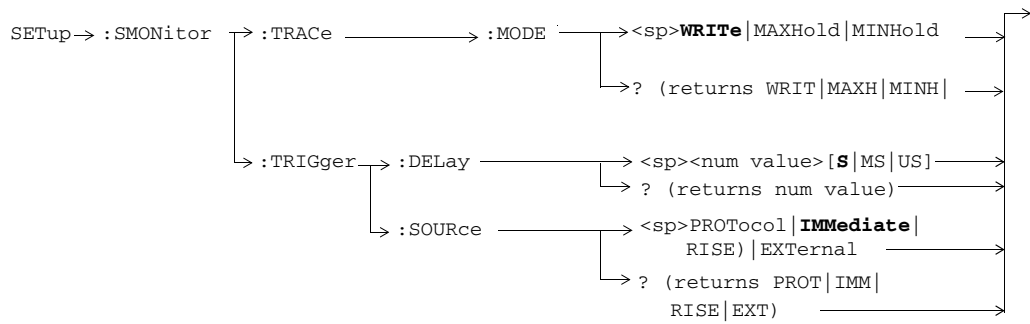 SETup :SMONitor :TRACe :MODE <sp>WRITe|MAXHold|MINHold
? (returns WRIT|MAXH|MINH|
:TRIGger :DELay <sp><num value>[S|MS|US]
? (returns num value)
:SOURce <sp>PROTocol|IMMediate|
RISE)|EXTernal
? (returns PROT|IMM|
RISE|EXT)